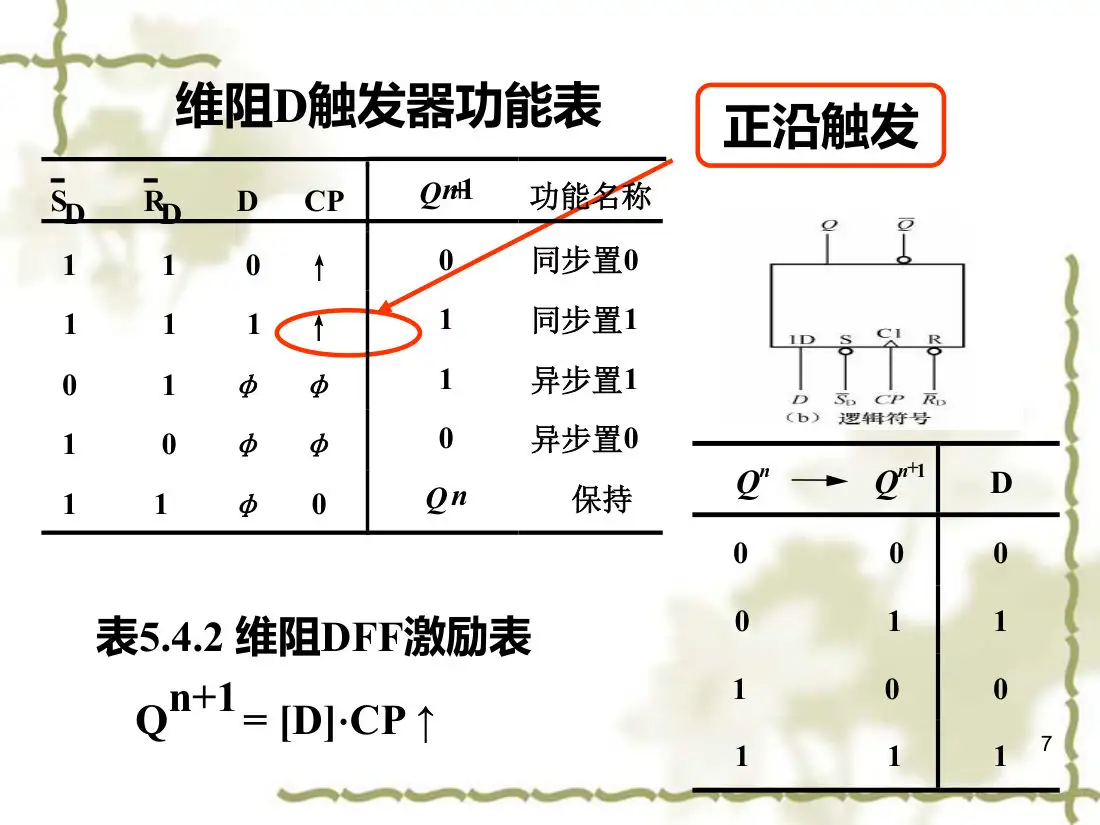 维阻D触发器功能表
正沿触发
S̅D R̅D D CP Qn+1 功能名称
1 1 0 ↑ 0 同步置0
1 1 1 ↑ 1 同步置1
0 1 ϕ ϕ 1 异步置1
1 0 ϕ ϕ 0 异步置0
1 1 ϕ 0 Qn 保持
Q Q̅
1D S C1 R
D S̅D CP R̅D
(b) 逻辑符号
Qn → Qn+1 D
0 0 0
0 1 1
1 0 0
1 1 1
表5.4.2 维阻DFF激励表
Qn+1 = [D]·CP ↑
7